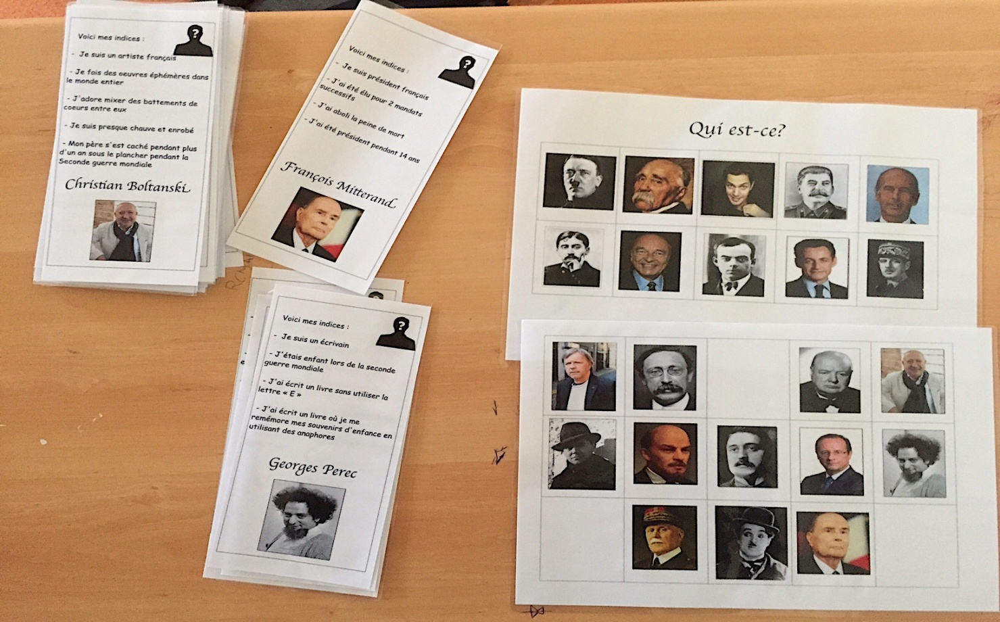 Voici mes indices :
- Je suis un artiste français
- Je fais des oeuvres éphémères dans
le monde entier
- J'adore mixer des battements de
coeurs entre eux
- Je suis presque chauve et enrobé
- Mon père s'est caché pendant plus
d'un an sous le plancher pendant la
Seconde guerre mondiale
Christian Boltanski
Voici mes indices :
- Je suis président français
- J'ai été élu pour 2 mandats
successifs
- J'ai aboli la peine de mort
- J'ai été président pendant 14 ans
François Mitterand
Voici mes indices :
- Je suis un écrivain
- J'étais enfant lors de la seconde
guerre mondiale
- J'ai écrit un livre sans utiliser la
lettre « E »
- J'ai écrit un livre où je me
remémore mes souvenirs d'enfance en
utilisant des anaphores
Georges Perec
Qui est-ce?